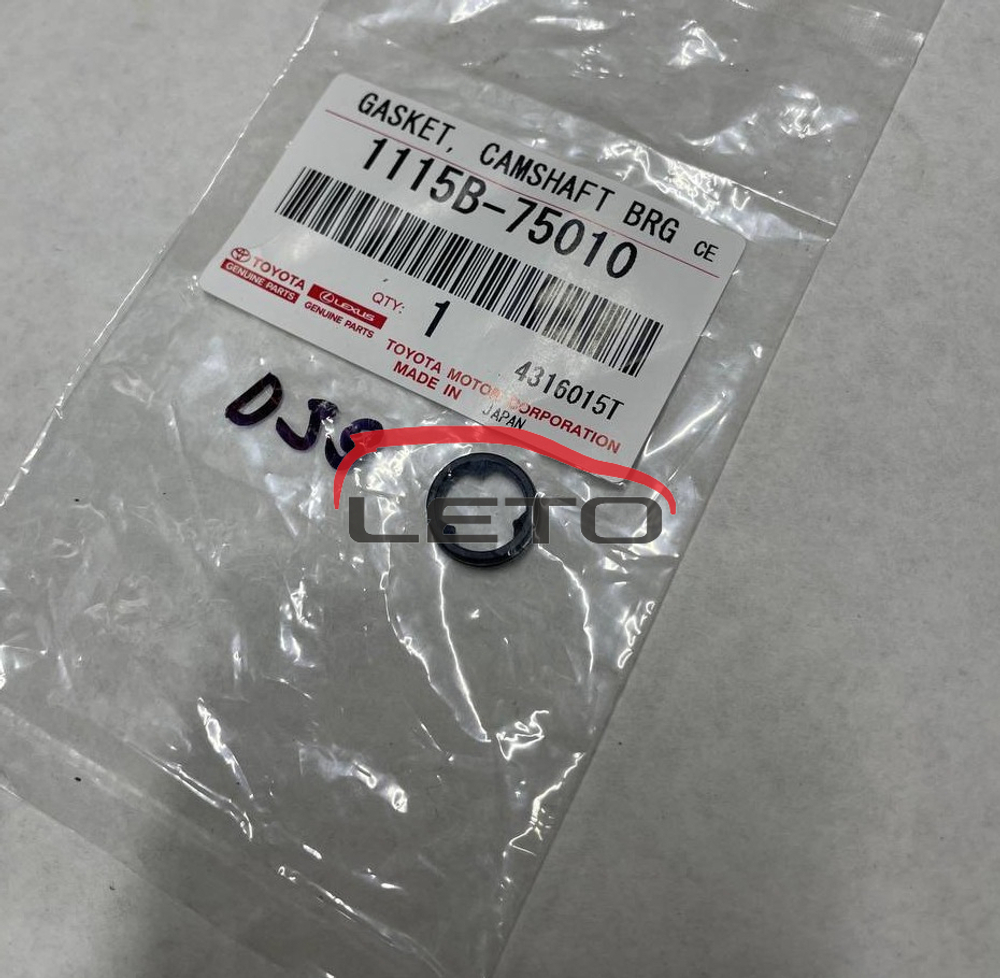 GASKET, CAMSHAFT BRG CE
1115B-75010
TOYOTA
GENUINE PARTS
LEXUS
GENUINE PARTS
QTY:
1
4316015T
TOYOTA MOTOR CORPORATION
MADE IN JAPAN
DJS
LETO